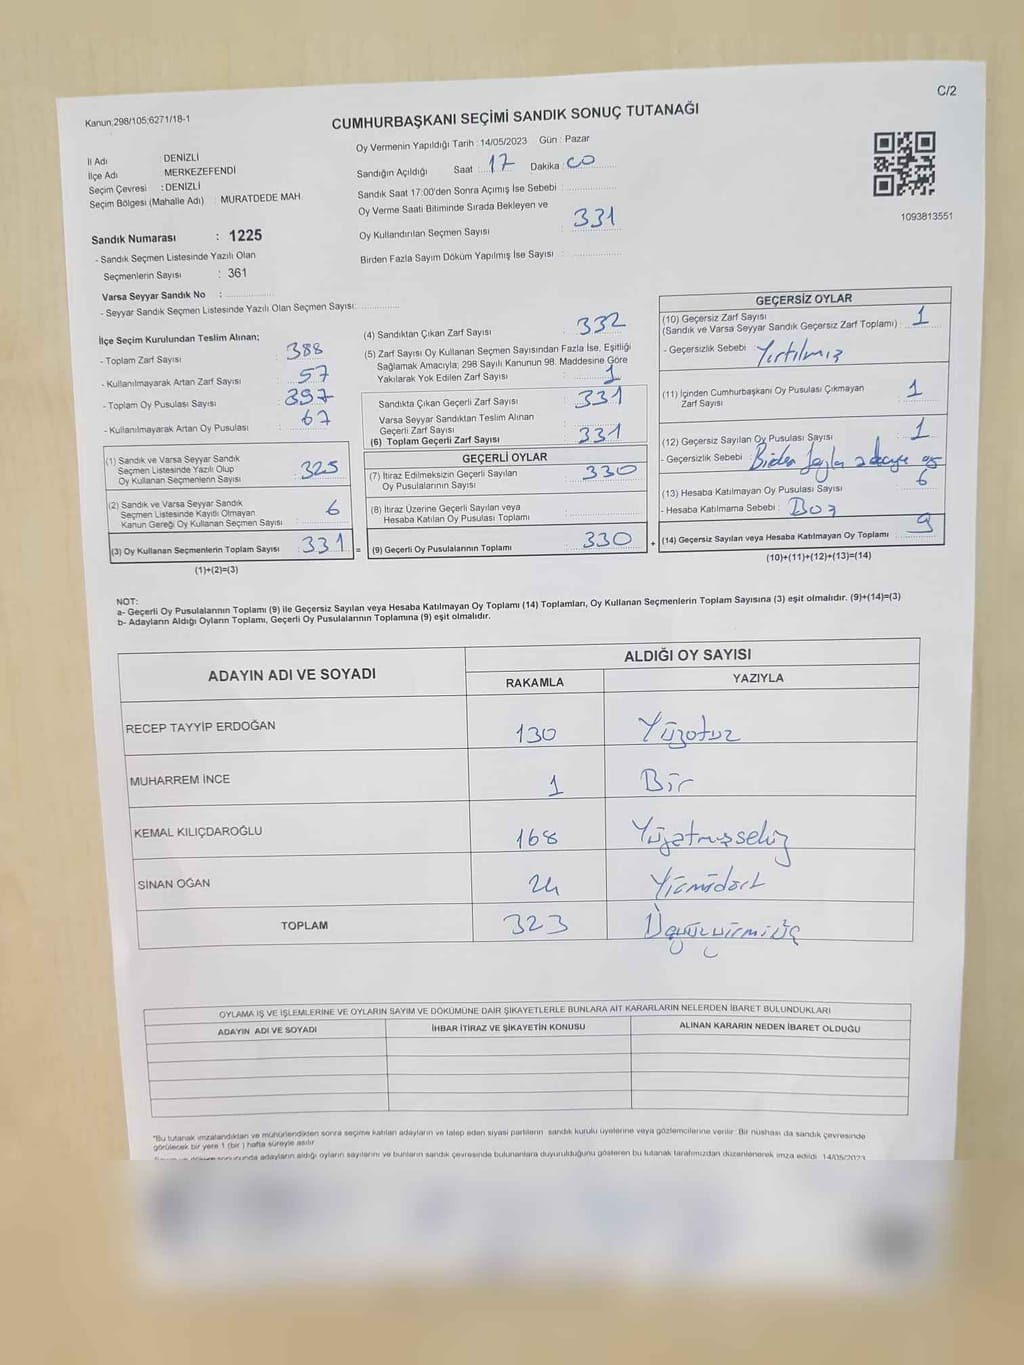 C/2
Kanun;298/105;6271/18-1
CUMHURBAŞKANI SEÇİMİ SANDIK SONUÇ TUTANAĞI
İl Adı DENİZLİ
İlçe Adı MERKEZEFENDİ
Seçim Çevresi : DENİZLİ
Seçim Bölgesi (Mahalle Adı) : MURATDEDE MAH.
Sandık Numarası : 1225
- Sandık Seçmen Listesinde Yazılı Olan
Seçmenlerin Sayısı : 361
Varsa Seyyar Sandık No :
- Seyyar Sandık Seçmen Listesinde Yazılı Olan Seçmen Sayısı:
Oy Vermenin Yapıldığı Tarih : 14/05/2023 Gün : Pazar
Sandığın Açıldığı Saat : 17 Dakika : 00
Sandık Saat 17:00'den Sonra Açımış İse Sebebi :
Oy Verme Saati Bitiminde Sırada Bekleyen ve
Oy Kullandırılan Seçmen Sayısı 331
Birden Fazla Sayım Döküm Yapılmış İse Sayısı :
1093813551
İlçe Seçim Kurulundan Teslim Alınan;
- Toplam Zarf Sayısı : 388
- Kullanılmayarak Artan Zarf Sayısı : 57
- Toplam Oy Pusulası Sayısı : 397
- Kullanılmayarak Artan Oy Pusulası : 67
(1) Sandık ve Varsa Seyyar Sandık
Seçmen Listesinde Yazılı Olup
Oy Kullanan Seçmenlerin Sayısı : 325
(2) Sandık ve Varsa Seyyar Sandık
Seçmen Listesinde Kayıtlı Olmayan
Kanun Gereği Oy Kullanan Seçmen Sayısı : 6
(3) Oy Kullanan Seçmenlerin Toplam Sayısı : 331 =
(1)+(2)=(3)
(4) Sandıktan Çıkan Zarf Sayısı : 332
(5) Zarf Sayısı Oy Kullanan Seçmen Sayısından Fazla İse, Eşitliği
Sağlamak Amacıyla; 298 Sayılı Kanunun 98. Maddesine Göre
Yakılarak Yok Edilen Zarf Sayısı : 1
Sandıkta Çıkan Geçerli Zarf Sayısı : 331
Varsa Seyyar Sandıktan Teslim Alınan
Geçerli Zarf Sayısı :
(6) Toplam Geçerli Zarf Sayısı : 331
GEÇERLİ OYLAR
(7) İtiraz Edilmeksizin Geçerli Sayılan
Oy Pusulalarının Sayısı : 330
(8) İtiraz Üzerine Geçerli Sayılan veya
Hesaba Katılan Oy Pusulası Toplamı :
(9) Geçerli Oy Pusulalarının Toplamı : 330 +
GEÇERSİZ OYLAR
(10) Geçersiz Zarf Sayısı
(Sandık ve Varsa Seyyar Sandık Geçersiz Zarf Toplamı) : 1
- Geçersizlik Sebebi : Yırtılmız
(11) İçinden Cumhurbaşkanı Oy Pusulası Çıkmayan
Zarf Sayısı : 1
(12) Geçersiz Sayılan Oy Pusulası Sayısı : 1
- Geçersizlik Sebebi : Birden fazla adaya oy
(13) Hesaba Katılmayan Oy Pusulası Sayısı : 6
- Hesaba Katılmama Sebebi : Boş
(14) Geçersiz Sayılan veya Hesaba Katılmayan Oy Toplamı 9
(10)+(11)+(12)+(13)=(14)
NOT:
a- Geçerli Oy Pusulalarının Toplamı (9) ile Geçersiz Sayılan veya Hesaba Katılmayan Oy Toplamı (14) Toplamları, Oy Kullanan Seçmenlerin Toplam Sayısına (3) eşit olmalıdır. (9)+(14)=(3)
b- Adayların Aldığı Oyların Toplamı, Geçerli Oy Pusulalarının Toplamına (9) eşit olmalıdır.
ADAYIN ADI VE SOYADI ALDIĞI OY SAYISI
RAKAMLA YAZIYLA
RECEP TAYYİP ERDOĞAN 130 Yüzotuz
MUHARREM İNCE 1 Bir
KEMAL KILIÇDAROĞLU 168 Yüzatmışsekiz
SİNAN OĞAN 24 Yirmidört
TOPLAM 323 Üçyüzyirmiüç
OYLAMA İŞ VE İŞLEMLERİNE VE OYLARIN SAYIM VE DÖKÜMÜNE DAİR ŞİKAYETLERLE BUNLARA AİT KARARLARIN NELERDEN İBARET BULUNDUKLARI
ADAYIN ADI VE SOYADI İHBAR İTİRAZ VE ŞİKAYETİN KONUSU ALINAN KARARIN NEDEN İBARET OLDUĞU
"Bu tutanak imzalandıktan ve mühürlendikten sonra seçime katılan adayların ve talep eden siyasi partilerin sandık kurulu üyelerine veya gözlemcilerine verilir. Bir nüshası da sandık çevresinde
görülecek bir yere 1 (bir) hafta süreyle asılır.
adayların aldığı oyların sayılarını ve bunların sandık çevresinde bulunanlara duyurulduğunu gösteren bu tutanak tarafımızdan düzenlenerek imza edildi. 14/05/2023